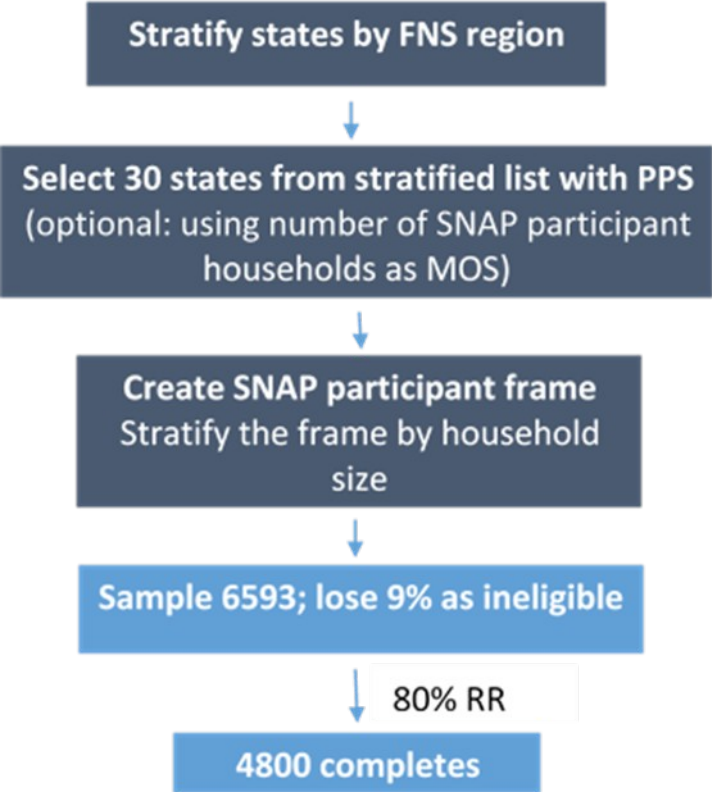 Stratify states by FNS region
Select 30 states from stratified list with PPS
(optional: using number of SNAP participant
households as MOS)
Create SNAP participant frame
Stratify the frame by household
size
Sample 6593; lose 9% as ineligible
80% RR
4800 completes